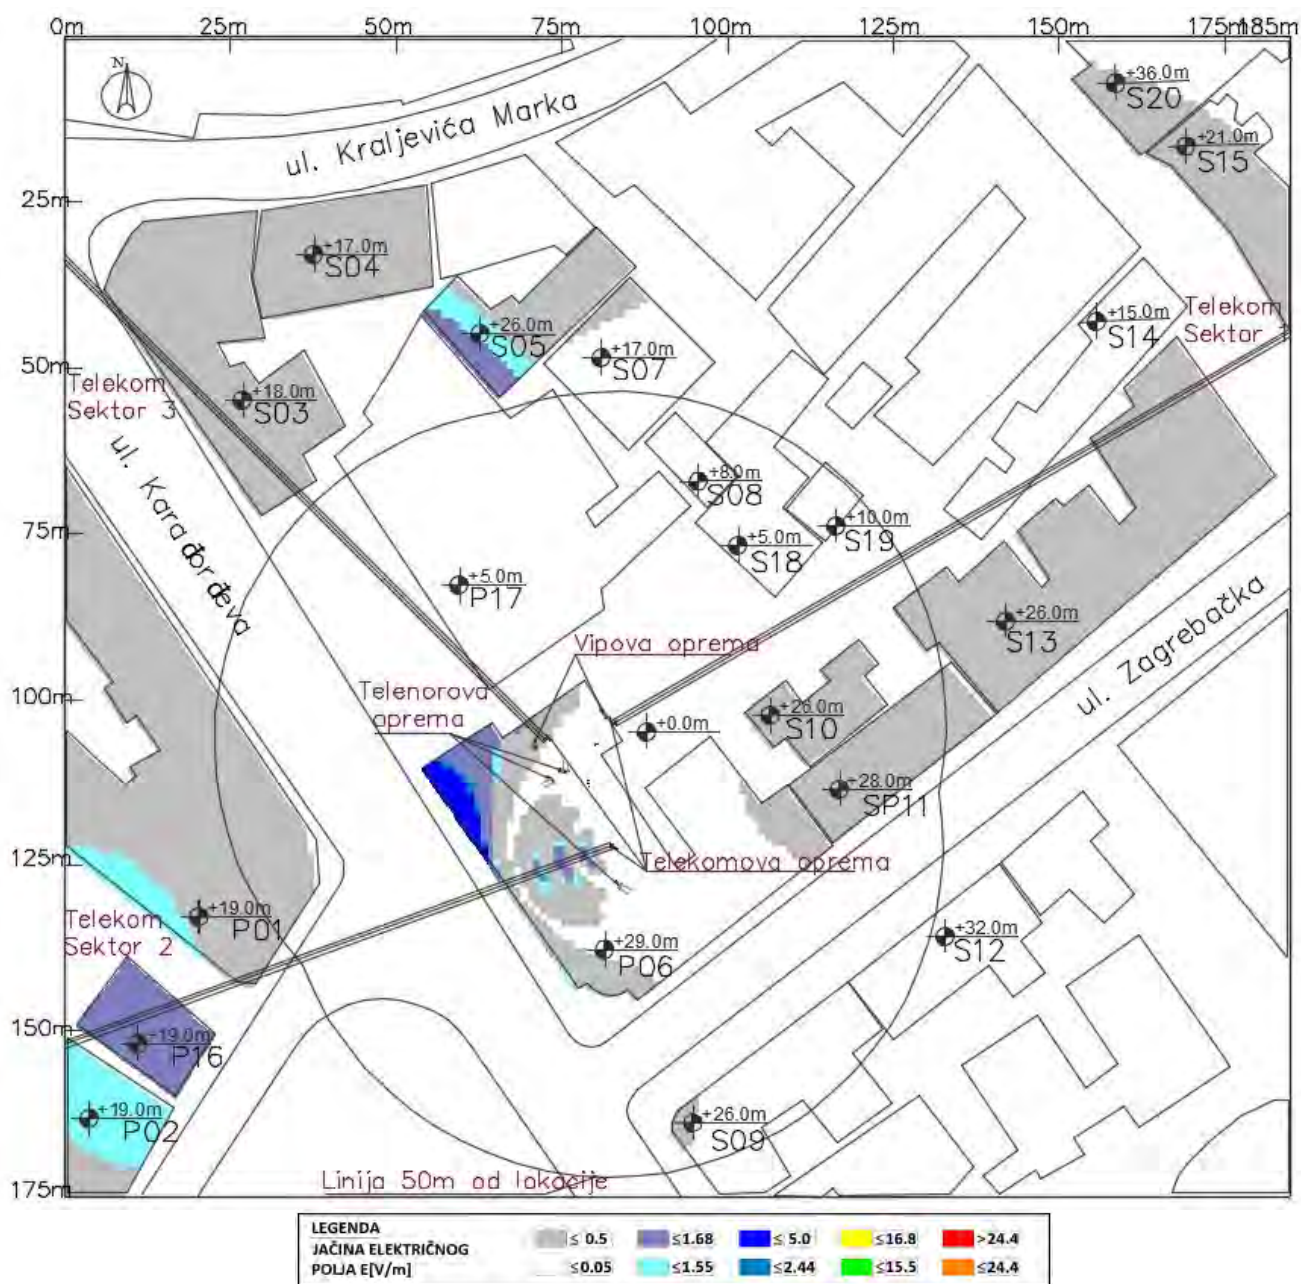 0m 25m 50m 75m 100m 125m 150m 175m 185m
N
ul. Kraljevića Marka
+36.0m
S20
+21.0m
S15
25m
+17.0m
S04
+26.0m
S05
+17.0m
S07
+15.0m
S14
Telekom
Sektor 1
50m
Telekom
Sektor 3
+18.0m
S03
ul. Karađorđeva
+8.0m
S08
+10.0m
S19
+5.0m
S18
75m
+5.0m
P17
+26.0m
S13
ul. Zagrebačka
Vipova oprema
100m
Telenorova
oprema
+0.0m
+26.0m
S10
+28.0m
SP11
125m
Telekomova oprema
+19.0m
P01
Telekom
Sektor 2
+29.0m
P06
+32.0m
S12
150m
+19.0m
P16
+19.0m
P02
+26.0m
S09
175m
Linija 50m od lokacije
LEGENDA
JAČINA ELEKTRIČNOG
POLJA E[V/m]
≤ 0.5 ≤1.68 ≤ 5.0 ≤16.8 >24.4
≤0.05 ≤1.55 ≤2.44 ≤15.5 ≤24.4